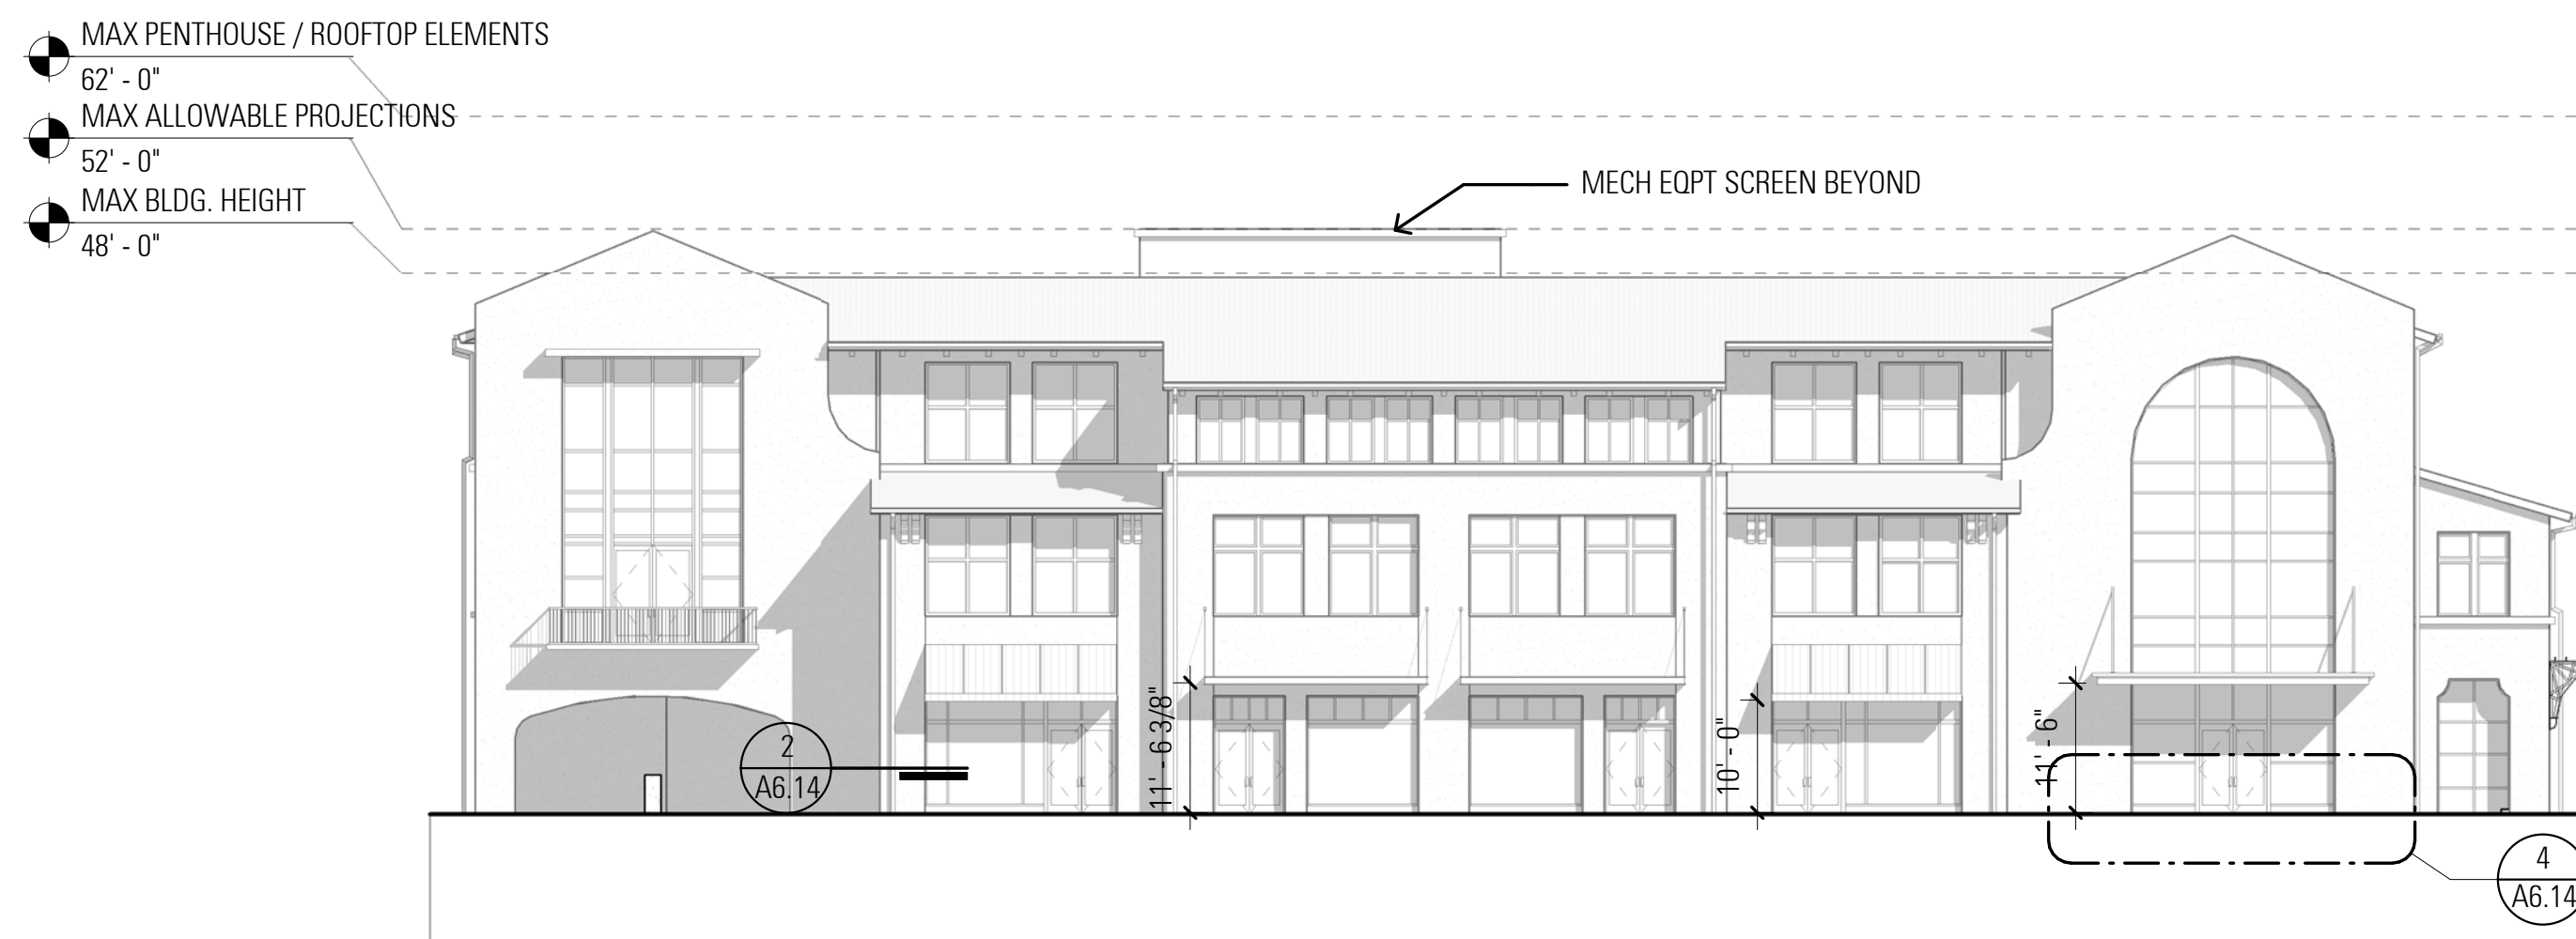 MAX PENTHOUSE / ROOFTOP ELEMENTS
62' - 0"
MAX ALLOWABLE PROJECTIONS
52' - 0"
MAX BLDG. HEIGHT
48' - 0"
MECH EQPT SCREEN BEYOND
2
A6.14
11' - 6 3/8"
10' - 0"
11' - 6"
4
A6.14